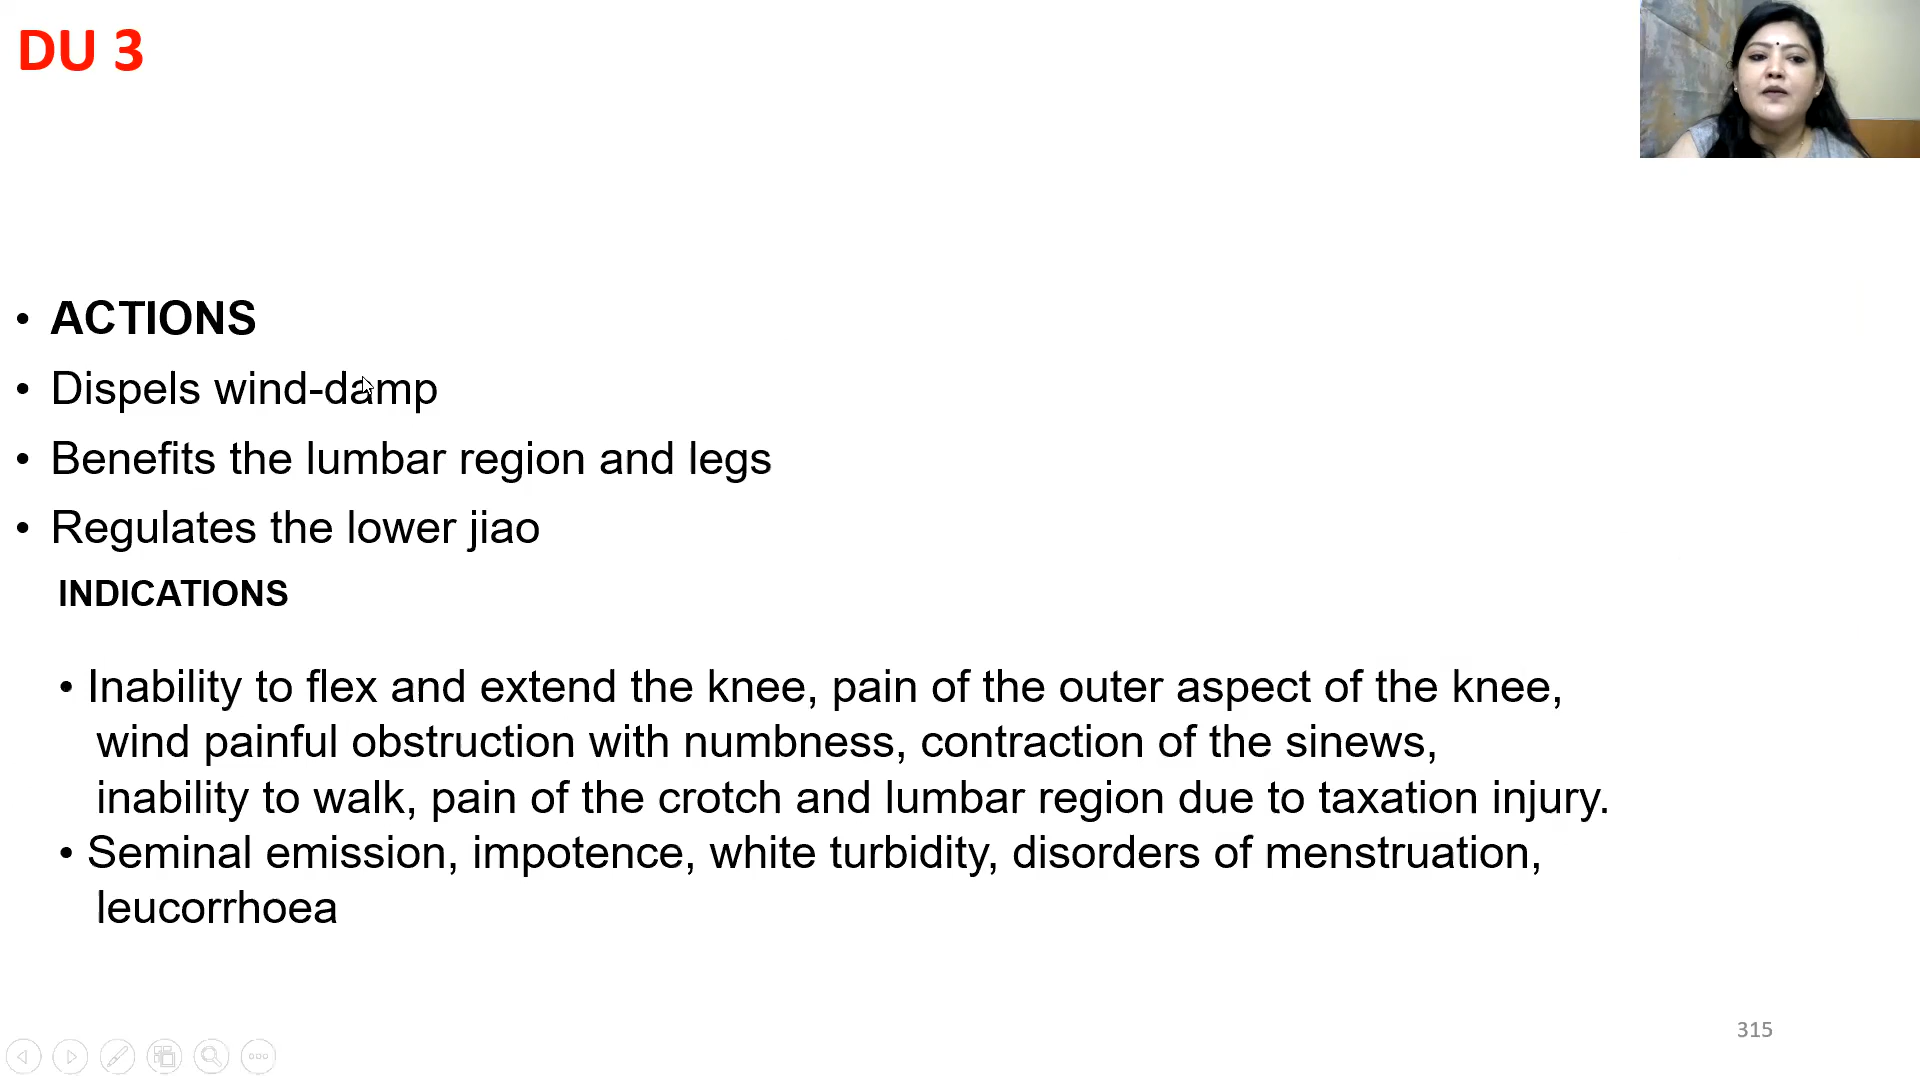 DU 3
• ACTIONS
• Dispels wind-damp
• Benefits the lumbar region and legs
• Regulates the lower jiao
INDICATIONS
• Inability to flex and extend the knee, pain of the outer aspect of the knee,
wind painful obstruction with numbness, contraction of the sinews,
inability to walk, pain of the crotch and lumbar region due to taxation injury.
• Seminal emission, impotence, white turbidity, disorders of menstruation,
leucorrhoea
315